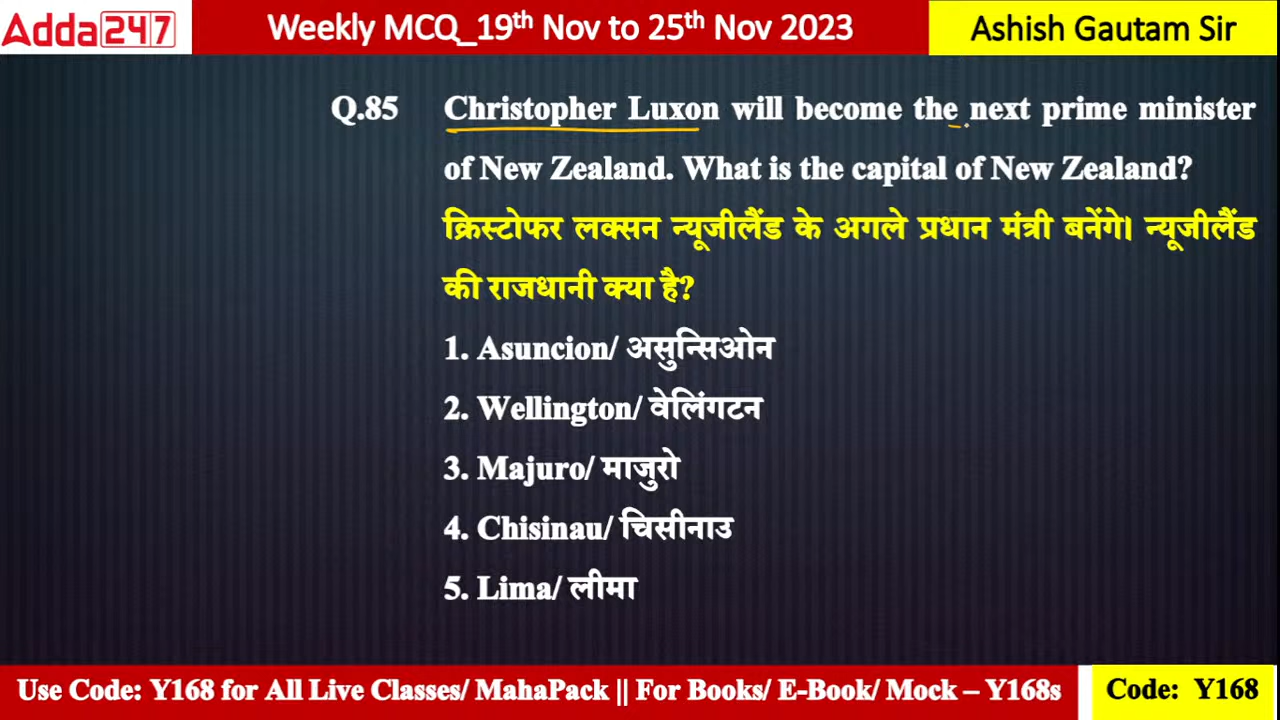 Adda247
Weekly MCQ_19th Nov to 25th Nov 2023
Ashish Gautam Sir
Q.85 Christopher Luxon will become the next prime minister
of New Zealand. What is the capital of New Zealand?
क्रिस्टोफर लक्सन न्यूजीलैंड के अगले प्रधान मंत्री बनेंगे। न्यूजीलैंड
की राजधानी क्या है?
1. Asuncion/ असुन्सिओन
2. Wellington/ वेलिंगटन
3. Majuro/ माजुरो
4. Chisinau/ चिसीनाउ
5. Lima/ लीमा
Use Code: Y168 for All Live Classes/ MahaPack || For Books/ E-Book/ Mock – Y168s
Code: Y168